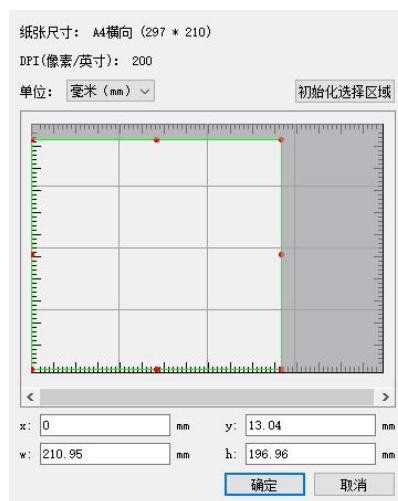 纸张尺寸: A4横向 (297 * 210)
DPI(像素/英寸): 200
单位: 毫米 (mm) 初始化选择区域
x: 0 mm y: 13.04 mm
w: 210.95 mm h: 196.96 mm
确定 取消